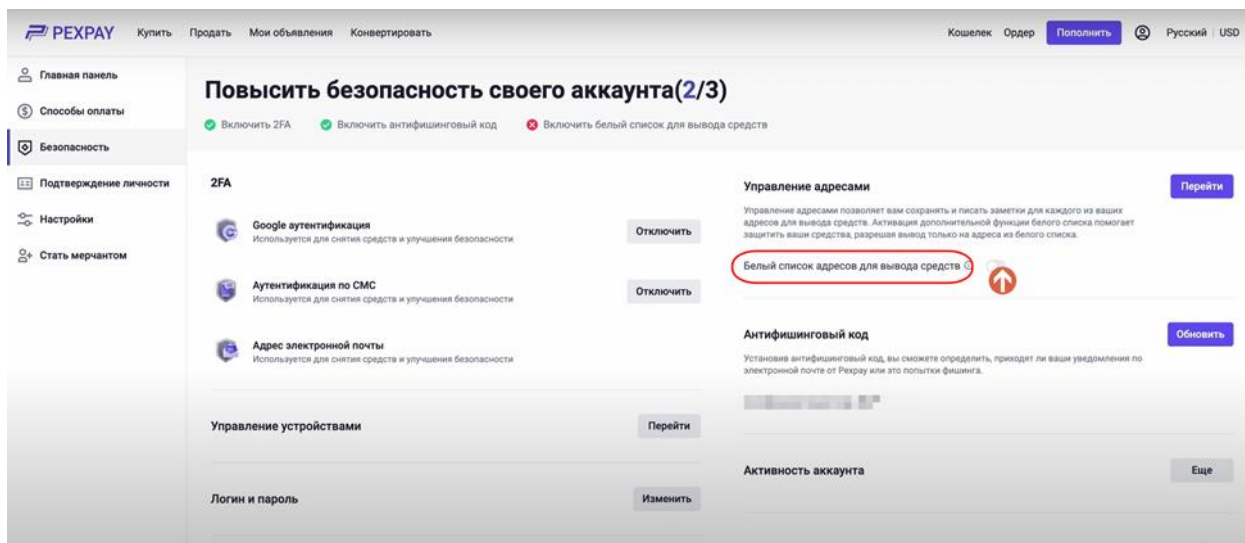 PEXPAY Купить Продать Мои объявления Конвертировать Кошелек Ордер Пополнить Русский USD
Главная панель
Способы оплаты
Безопасность
Подтверждение личности
Настройки
Стать мерчантом
Повысить безопасность своего аккаунта(2/3)
Включить 2FA Включить антифишинговый код Включить белый список для вывода средств
2FA
Google аутентификация
Используется для снятия средств и улучшения безопасности
Отключить
Аутентификация по СМС
Используется для снятия средств и улучшения безопасности
Отключить
Адрес электронной почты
Используется для снятия средств и улучшения безопасности
Управление устройствами
Перейти
Логин и пароль
Изменить
Управление адресами
Перейти
Управление адресами позволяет вам сохранять и писать заметки для каждого из ваших
адресов для вывода средств. Активация дополнительной функции белого списка помогает
защитить ваши средства, разрешая вывод только на адреса из белого списка.
Белый список адресов для вывода средств
Антифишинговый код
Обновить
Установив антифишинговый код, вы сможете определить, приходят ли ваши уведомления по
электронной почте от Pexpay или это попытки фишинга.
Активность аккаунта
Еще